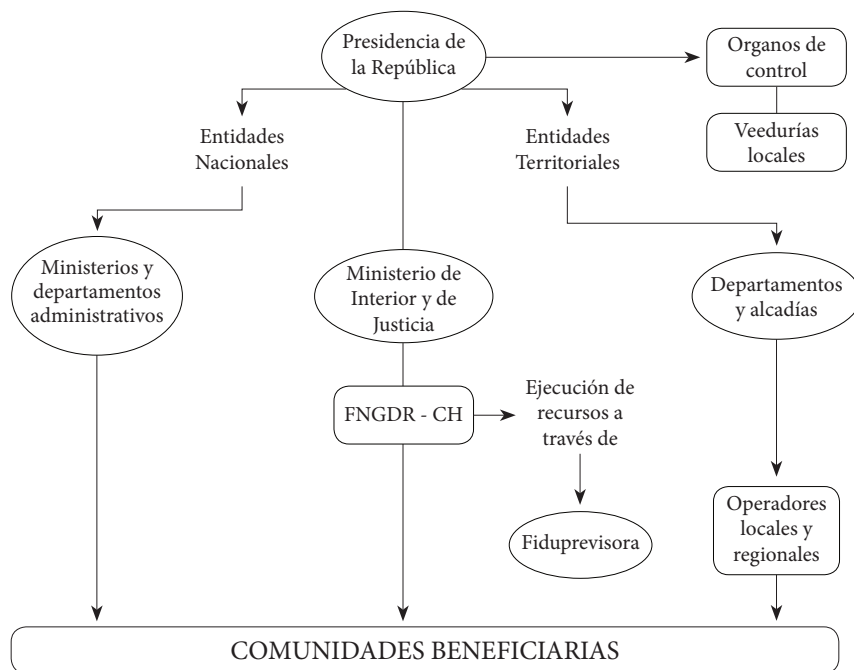 Presidencia de
la República
Organos de
control
Veedurías
locales
Entidades
Nacionales
Entidades
Territoriales
Ministerios y
departamentos
administrativos
Ministerio de
Interior y de
Justicia
Departamentos
y alcadías
FNGDR - CH
Ejecución de
recursos a
través de
Fiduprevisora
Operadores
locales y
regionales
COMUNIDADES BENEFICIARIAS